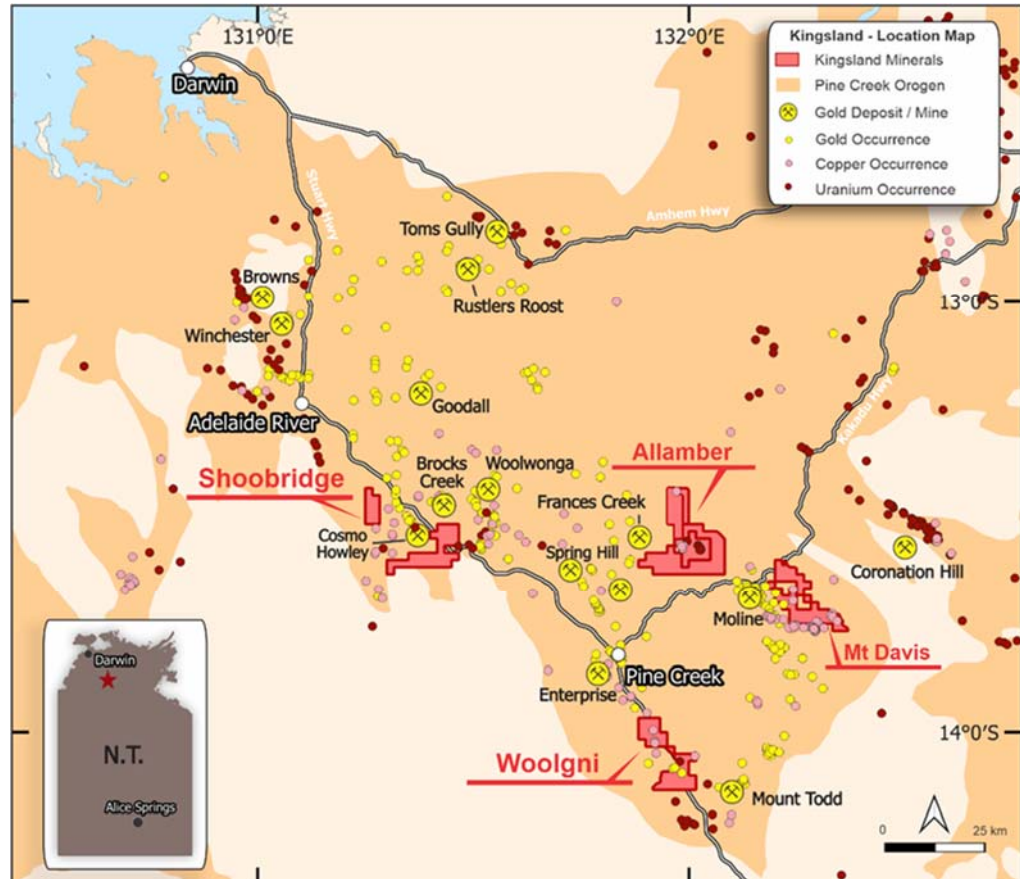 131°0'E
132°0'E
Kingsland - Location Map
Kingsland Minerals
Pine Creek Orogen
Gold Deposit / Mine
Gold Occurrence
Copper Occurrence
Uranium Occurrence
Darwin
Stuart Hwy
Arnhem Hwy
Toms Gully
Rustlers Roost
Browns
Winchester
13°0'S
Kakadu Hwy
Goodall
Adelaide River
Shoobridge
Brocks
Creek
Woolwonga
Allamber
Frances Creek
Cosmo
Howley
Spring Hill
Coronation Hill
Moline
Mt Davis
Pine Creek
Enterprise
14°0'S
Woolgni
Mount Todd
Darwin
N.T.
Alice Springs
0
25 km